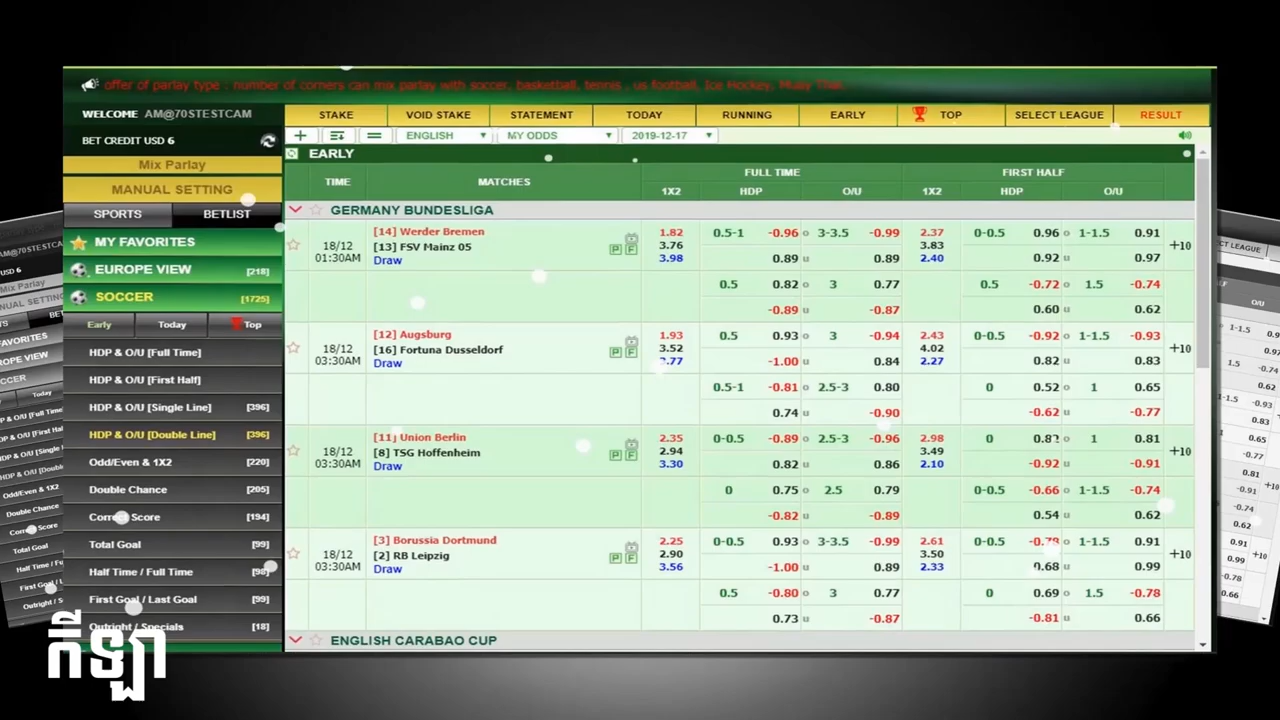 offer of parlay type : number of corners can mix parlay with soccer, basketball, tennis , us football, Ice Hockey, Muay Thai.
WELCOME AM@70STESTCAM
BET CREDIT USD 6
Mix Parlay
MANUAL SETTING
SPORTS BETLIST
MY FAVORITES
EUROPE VIEW [218]
SOCCER [1725]
Early Today Top
HDP & O/U [Full Time]
HDP & O/U [First Half]
HDP & O/U [Single Line] [396]
HDP & O/U [Double Line] [396]
Odd/Even & 1X2 [220]
Double Chance [205]
Correct Score [194]
Total Goal [99]
Half Time / Full Time [98]
First Goal / Last Goal [99]
Outright / Specials [18]
STAKE VOID STAKE STATEMENT TODAY RUNNING EARLY TOP SELECT LEAGUE RESULT
ENGLISH MY ODDS 2019-12-17
EARLY
TIME MATCHES FULL TIME FIRST HALF
1X2 HDP O/U 1X2 HDP O/U
GERMANY BUNDESLIGA
[14] Werder Bremen 1.82 0.5-1 -0.96 o 3-3.5 -0.99 2.37 0-0.5 0.96 o 1-1.5 0.91
18/12 01:30AM [13] FSV Mainz 05 P F 3.76 3.83 +10
Draw 3.98 0.89 u 0.89 2.40 0.92 u 0.97
0.5 0.82 o 3 0.77 0.5 -0.72 o 1.5 -0.74
-0.89 u -0.87 0.60 u 0.62
[12] Augsburg 1.93 0.5 0.93 o 3 -0.94 2.43 0-0.5 -0.92 o 1-1.5 -0.93
18/12 03:30AM [16] Fortuna Dusseldorf P F 3.52 4.02 +10
Draw .77 -1.00 u 0.84 2.27 0.82 u 0.83
0.5-1 -0.81 o 2.5-3 0.80 0 0.52 o 1 0.65
0.74 u -0.90 -0.62 u -0.77
[11] Union Berlin 2.35 0-0.5 -0.89 o 2.5-3 -0.96 2.98 0 0.82 o 1 0.81
18/12 03:30AM [8] TSG Hoffenheim P F 2.94 3.49 +10
Draw 3.30 0.82 u 0.86 2.10 -0.92 u -0.91
0 0.75 o 2.5 0.79 0-0.5 -0.66 o 1-1.5 -0.74
-0.82 u -0.89 0.54 u 0.62
[3] Borussia Dortmund 2.25 0-0.5 0.93 o 3-3.5 -0.99 2.61 0-0.5 -0.78 o 1-1.5 0.91
18/12 03:30AM [2] RB Leipzig P F 2.90 3.50 +10
Draw 3.56 -1.00 u 0.89 2.33 0.68 u 0.99
0.5 -0.80 o 3 0.77 0 0.69 o 1.5 -0.78
0.73 u -0.87 -0.81 u 0.66
ENGLISH CARABAO CUP
កីឡា